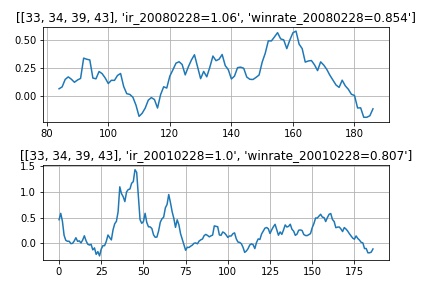 [[33, 34, 39, 43], 'ir_20080228=1.06', 'winrate_20080228=0.854']
0.50
0.25
0.00
80 100 120 140 160 180
[[33, 34, 39, 43], 'ir_20010228=1.0', 'winrate_20010228=0.807']
1.5
1.0
0.5
0.0
0 25 50 75 100 125 150 175